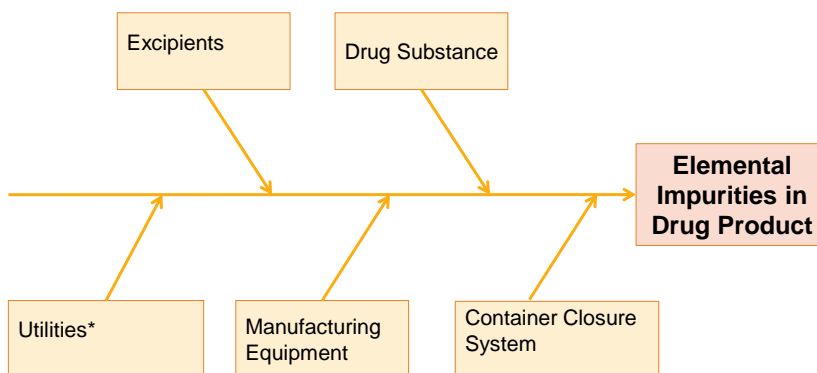 Excipients
Drug Substance
Elemental
Impurities in
Drug Product
Utilities*
Manufacturing
Equipment
Container Closure
System